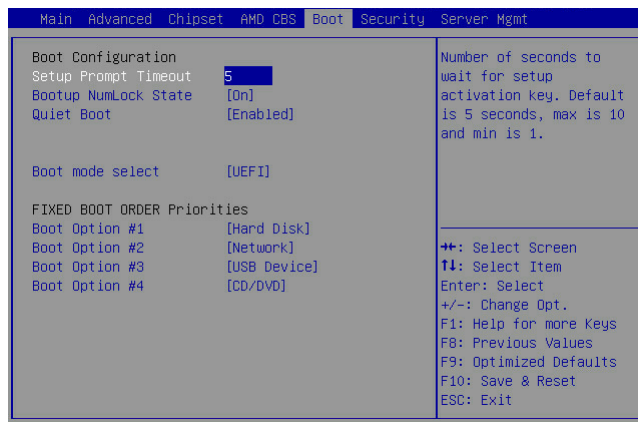 Main Advanced Chipset AMD CBS Boot Security Server Mgmt
Boot Configuration
Setup Prompt Timeout 5
Bootup NumLock State [On]
Quiet Boot [Enabled]
Boot mode select [UEFI]
FIXED BOOT ORDER Priorities
Boot Option #1 [Hard Disk]
Boot Option #2 [Network]
Boot Option #3 [USB Device]
Boot Option #4 [CD/DVD]
Number of seconds to
wait for setup
activation key. Default
is 5 seconds, max is 10
and min is 1.
→←: Select Screen
↑↓: Select Item
Enter: Select
+/-: Change Opt.
F1: Help for more Keys
F8: Previous Values
F9: Optimized Defaults
F10: Save & Reset
ESC: Exit